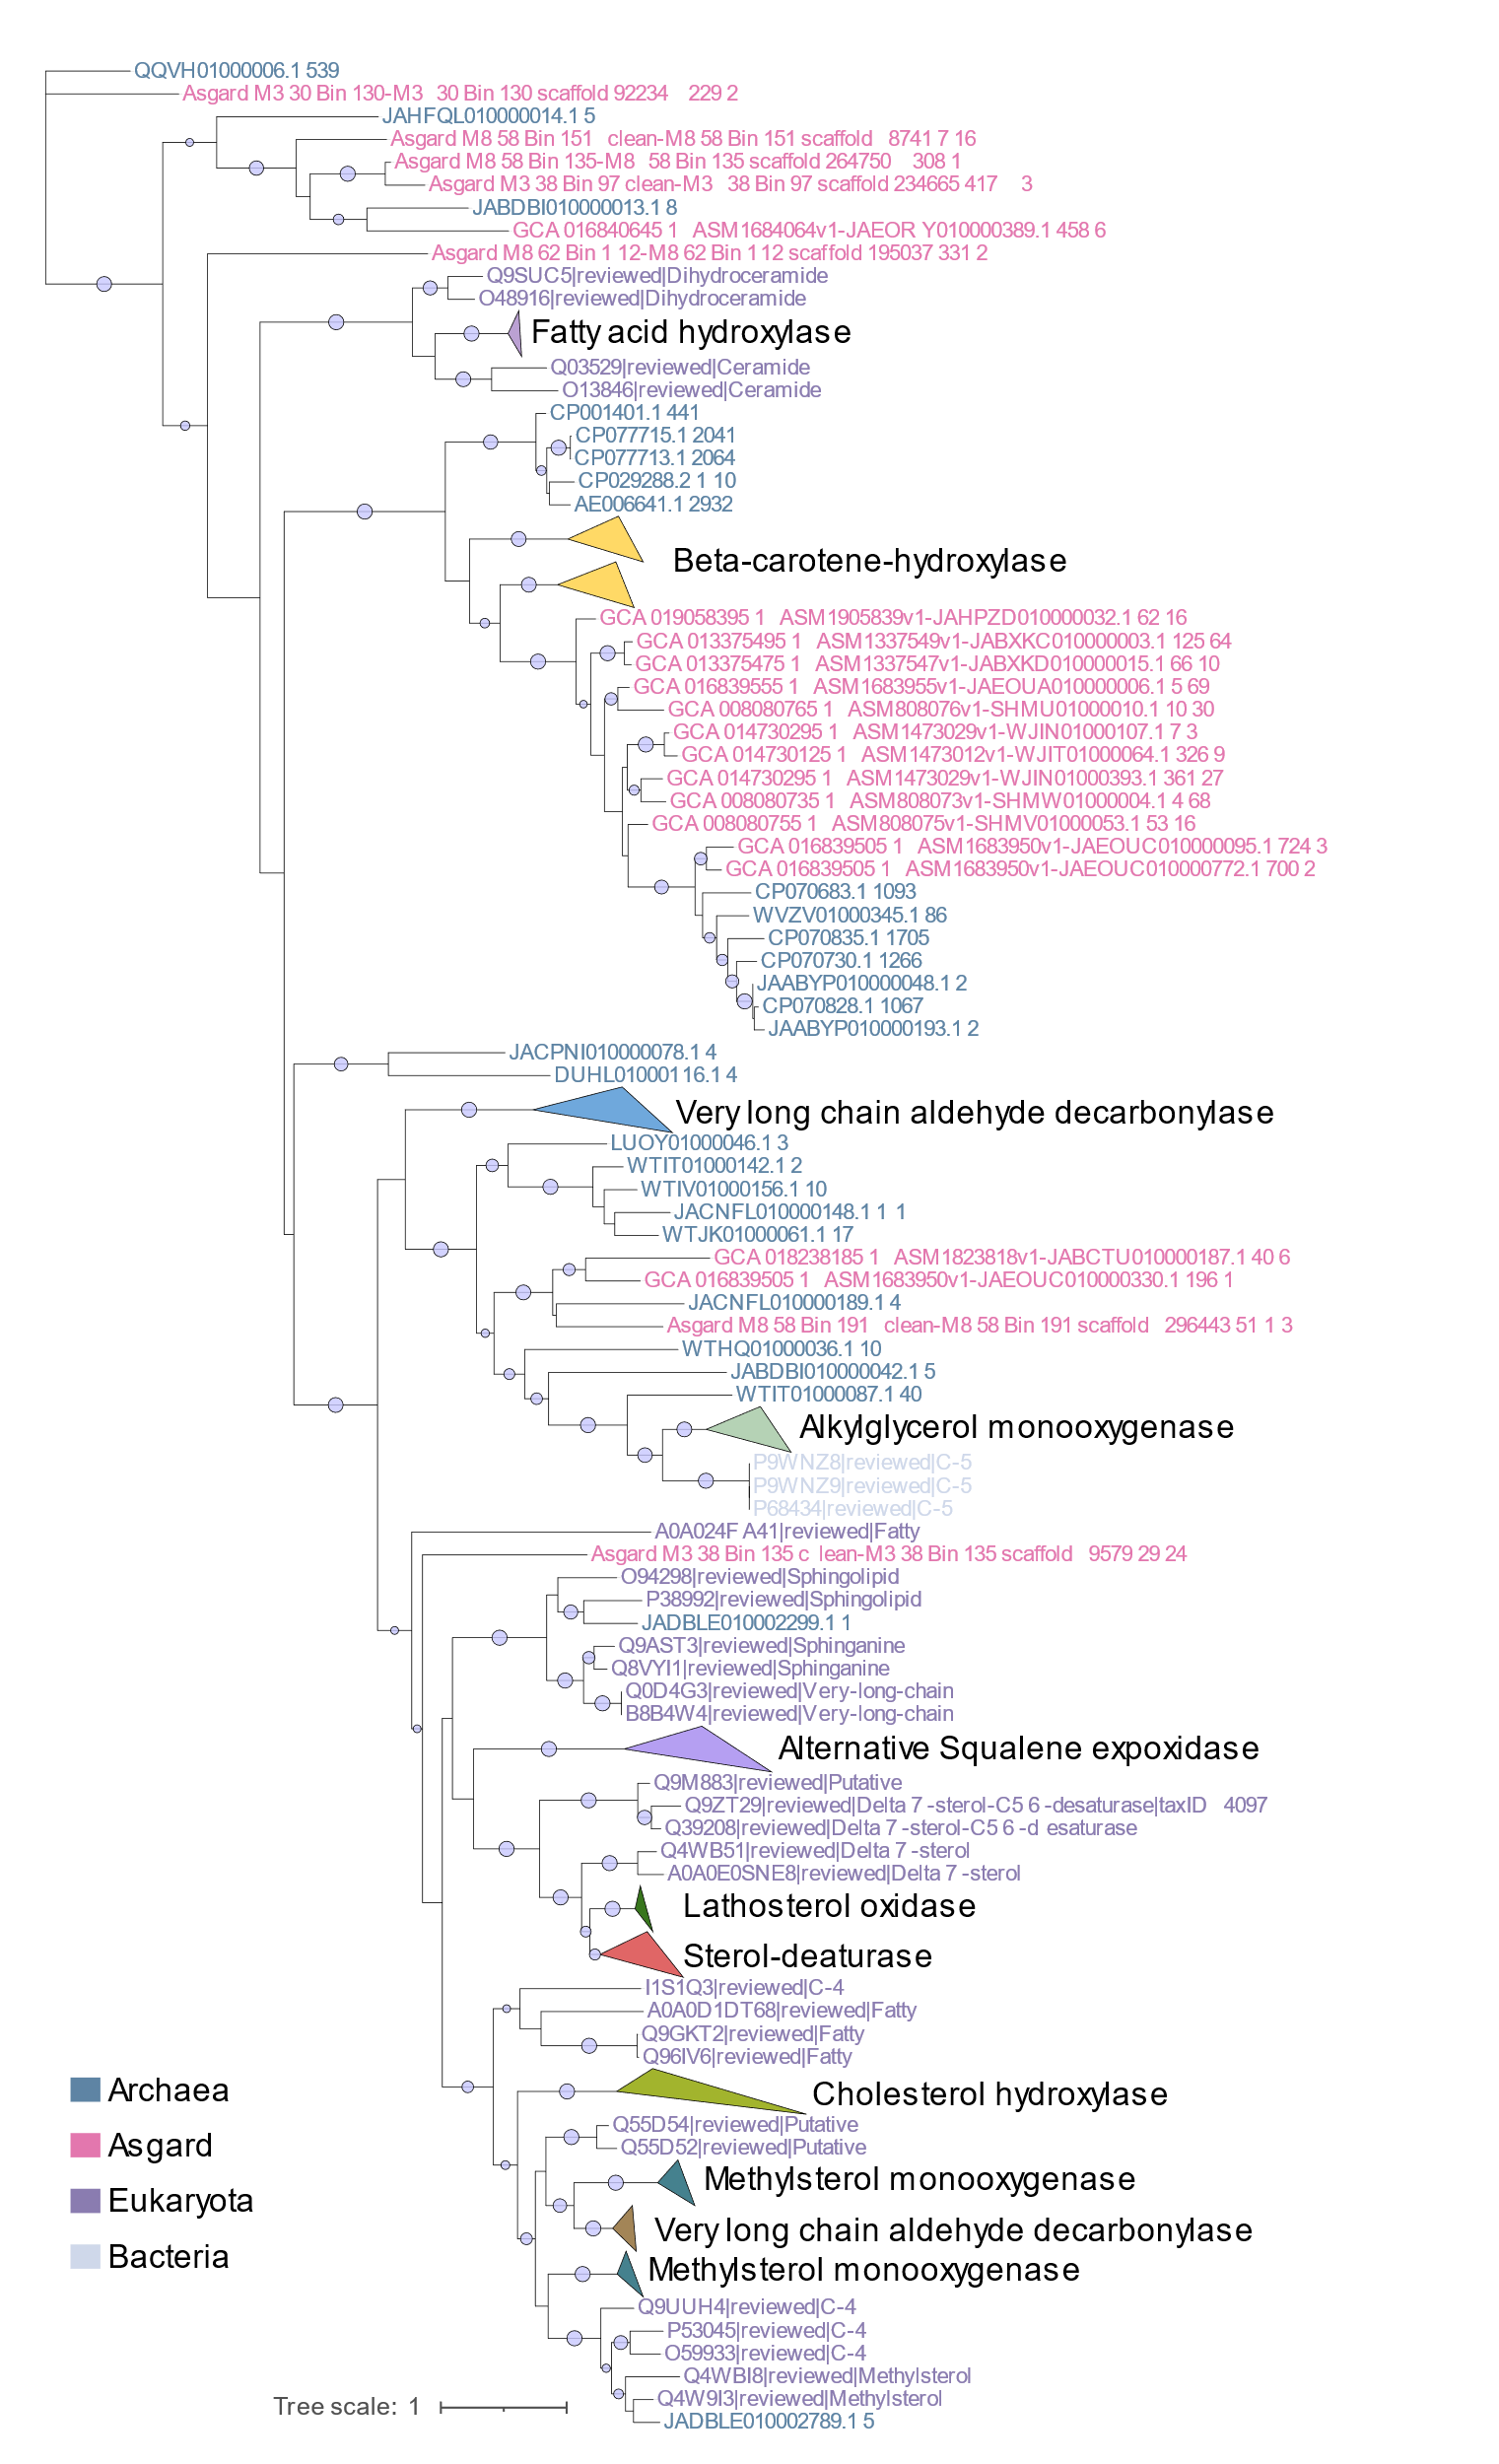 QQVH01000006.1 539
Asgard M3 30 Bin 130-M3 30 Bin 130 scaffold 92234 229 2
JAHFQL010000014.1 5
Asgard M8 58 Bin 151 clean-M8 58 Bin 151 scaffold 8741 7 16
Asgard M8 58 Bin 135-M8 58 Bin 135 scaffold 264750 308 1
Asgard M3 38 Bin 97 clean-M3 38 Bin 97 scaffold 234665 417 3
JABDBI010000013.1 8
GCA 016840645 1 ASM1684064v1-JAEOR Y010000389.1 458 6
Asgard M8 62 Bin 1 12-M8 62 Bin 1 12 scaffold 195037 331 2
Q9SUC5|reviewed|Dihydroceramide
O48916|reviewed|Dihydroceramide
Fatty acid hydroxylase
Q03529|reviewed|Ceramide
O13846|reviewed|Ceramide
CP001401.1 441
CP077715.1 2041
CP077713.1 2064
CP029288.2 1 10
AE006641.1 2932
Beta-carotene-hydroxylase
GCA 019058395 1 ASM1905839v1-JAHPZD010000032.1 62 16
GCA 013375495 1 ASM1337549v1-JABXKC010000003.1 125 64
GCA 013375475 1 ASM1337547v1-JABXKD010000015.1 66 10
GCA 016839555 1 ASM1683955v1-JAEOUA010000006.1 5 69
GCA 008080765 1 ASM808076v1-SHMU01000010.1 10 30
GCA 014730295 1 ASM1473029v1-WJIN01000107.1 7 3
GCA 014730125 1 ASM1473012v1-WJIT01000064.1 326 9
GCA 014730295 1 ASM1473029v1-WJIN01000393.1 361 27
GCA 008080735 1 ASM808073v1-SHMW01000004.1 4 68
GCA 008080755 1 ASM808075v1-SHMV01000053.1 53 16
GCA 016839505 1 ASM1683950v1-JAEOUC010000095.1 724 3
GCA 016839505 1 ASM1683950v1-JAEOUC010000772.1 700 2
CP070683.1 1093
WVZV01000345.1 86
CP070835.1 1705
CP070730.1 1266
JAABYP010000048.1 2
CP070828.1 1067
JAABYP010000193.1 2
JACPNI010000078.1 4
DUHL01000116.1 4
Very long chain aldehyde decarbonylase
LUOY01000046.1 3
WTIT01000142.1 2
WTIV01000156.1 10
JACNFL010000148.1 1 1
WTJK01000061.1 17
GCA 018238185 1 ASM1823818v1-JABCTU010000187.1 40 6
GCA 016839505 1 ASM1683950v1-JAEOUC010000330.1 196 1
JACNFL010000189.1 4
Asgard M8 58 Bin 191 clean-M8 58 Bin 191 scaffold 296443 51 1 3
WTHQ01000036.1 10
JABDBI010000042.1 5
WTIT01000087.1 40
Alkylglycerol monooxygenase
P9WNZ8|reviewed|C-5
P9WNZ9|reviewed|C-5
P68434|reviewed|C-5
A0A024F A41|reviewed|Fatty
Asgard M3 38 Bin 135 c lean-M3 38 Bin 135 scaffold 9579 29 24
O94298|reviewed|Sphingolipid
P38992|reviewed|Sphingolipid
JADBLE010002299.1 1
Q9AST3|reviewed|Sphinganine
Q8VYI1|reviewed|Sphinganine
Q0D4G3|reviewed|Very-long-chain
B8B4W4|reviewed|Very-long-chain
Alternative Squalene expoxidase
Q9M883|reviewed|Putative
Q9ZT29|reviewed|Delta 7 -sterol-C5 6 -desaturase|taxID 4097
Q39208|reviewed|Delta 7 -sterol-C5 6 -d esaturase
Q4WB51|reviewed|Delta 7 -sterol
A0A0E0SNE8|reviewed|Delta 7 -sterol
Lathosterol oxidase
Sterol-deaturase
I1S1Q3|reviewed|C-4
A0A0D1DT68|reviewed|Fatty
Q9GKT2|reviewed|Fatty
Q96IV6|reviewed|Fatty
Cholesterol hydroxylase
Q55D54|reviewed|Putative
Q55D52|reviewed|Putative
Methylsterol monooxygenase
Very long chain aldehyde decarbonylase
Methylsterol monooxygenase
Q9UUH4|reviewed|C-4
P53045|reviewed|C-4
O59933|reviewed|C-4
Q4WBI8|reviewed|Methylsterol
Q4W9I3|reviewed|Methylsterol
JADBLE010002789.1 5
Archaea
Asgard
Eukaryota
Bacteria
Tree scale: 1